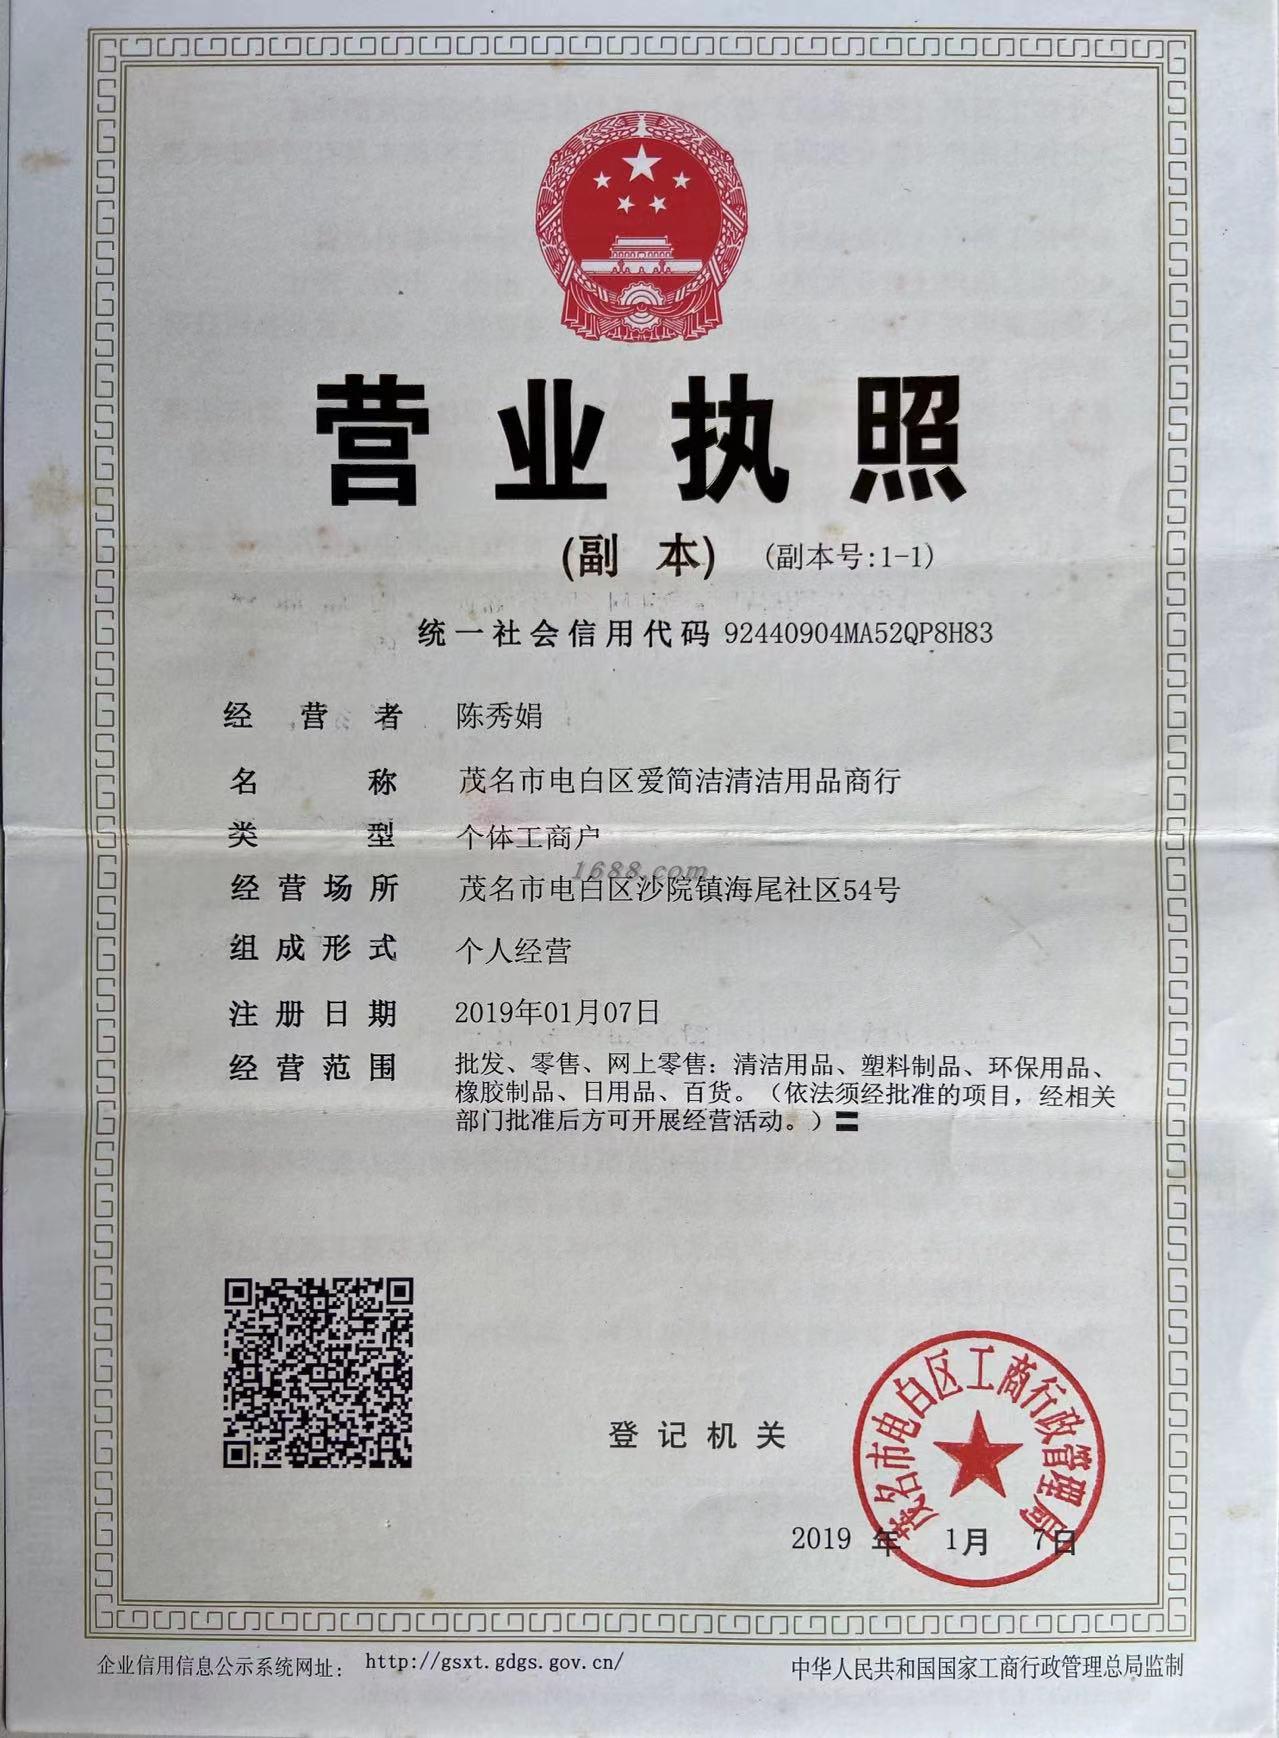 营业执照
(副 本) (副本号:1-1)
统一社会信用代码 92440904MA52QP8H83
经营者 陈秀娟
名称 茂名市电白区爱简洁清洁用品商行
类型 个体工商户
1688.com
经营场所 茂名市电白区沙院镇海尾社区54号
组成形式 个人经营
注册日期 2019年01月07日
经营范围 批发、零售、网上零售：清洁用品、塑料制品、环保用品、
橡胶制品、日用品、百货。（依法须经批准的项目，经相关
部门批准后方可开展经营活动。）
登记机关
茂名市电白区工商行政管理局
2019 年 1月 7日
企业信用信息公示系统网址： http://gsxt.gdgs.gov.cn/
中华人民共和国国家工商行政管理总局监制